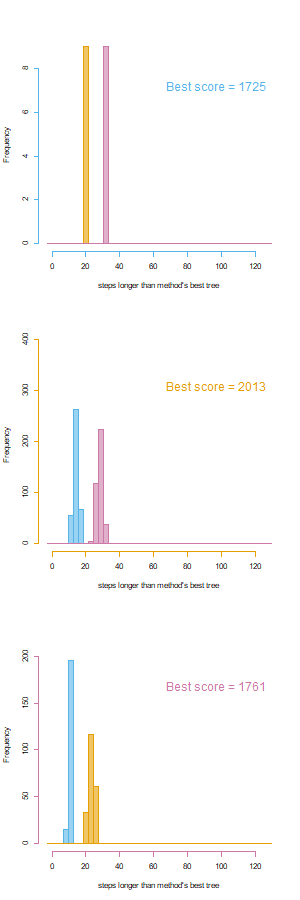 8
Best score = 1725
6
Frequency
4
2
0
0 20 40 60 80 100 120
steps longer than method's best tree
400
Best score = 2013
300
Frequency
200
100
0
0 20 40 60 80 100 120
steps longer than method's best tree
200
Best score = 1761
150
Frequency
100
50
0
0 20 40 60 80 100 120
steps longer than method's best tree